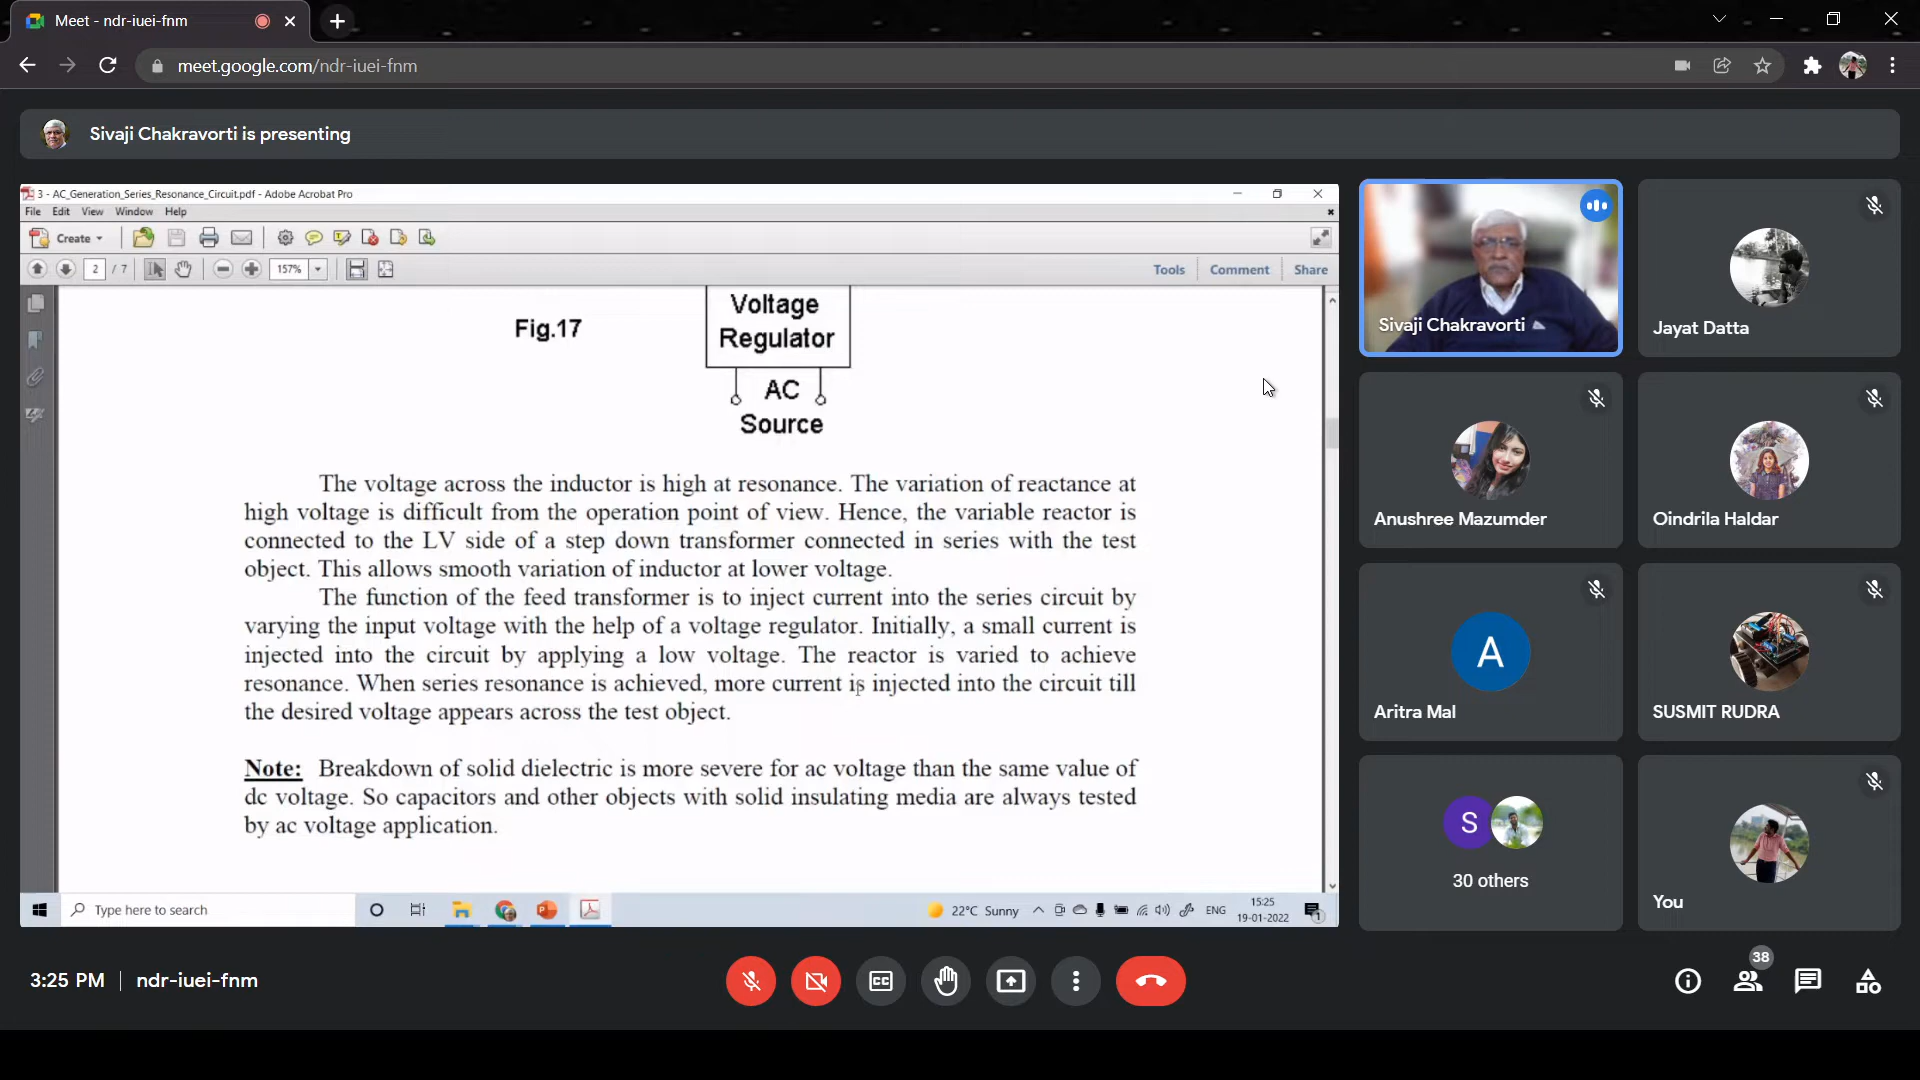 Meet - ndr-iuei-fnm
meet.google.com/ndr-iuei-fnm
Sivaji Chakravorti is presenting
3 - AC_Generation_Series_Resonance_Circuit.pdf - Adobe Acrobat Pro
File Edit View Window Help
Create
2 / 7 157% Tools Comment Share
Voltage
Regulator
Fig.17
AC
Source
The voltage across the inductor is high at resonance. The variation of reactance at
high voltage is difficult from the operation point of view. Hence, the variable reactor is
connected to the LV side of a step down transformer connected in series with the test
object. This allows smooth variation of inductor at lower voltage.
The function of the feed transformer is to inject current into the series circuit by
varying the input voltage with the help of a voltage regulator. Initially, a small current is
injected into the circuit by applying a low voltage. The reactor is varied to achieve
resonance. When series resonance is achieved, more current is injected into the circuit till
the desired voltage appears across the test object.
Note: Breakdown of solid dielectric is more severe for ac voltage than the same value of
dc voltage. So capacitors and other objects with solid insulating media are always tested
by ac voltage application.
Type here to search
22°C Sunny
ENG
15:25
19-01-2022
1
Sivaji Chakravorti
Jayat Datta
Anushree Mazumder
Oindrila Haldar
A
Aritra Mal
SUSMIT RUDRA
S
30 others
You
3:25 PM | ndr-iuei-fnm
CC
38